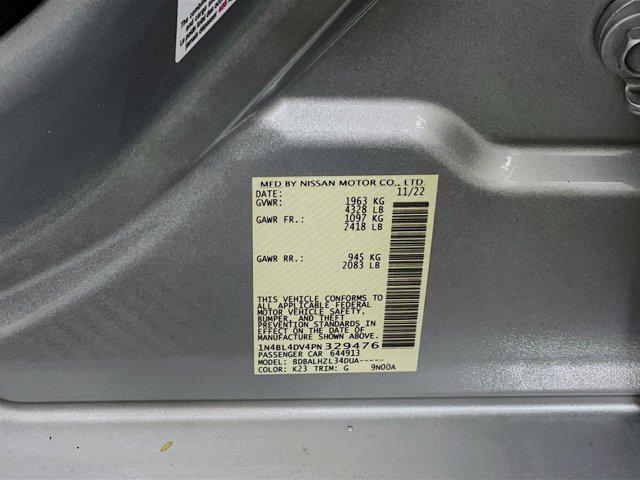 MFD BY NISSAN MOTOR CO., LTD.
DATE: 11/22
GVWR: 1963 KG
4328 LB
GAWR FR.: 1097 KG
2418 LB
GAWR RR.: 945 KG
2083 LB
THIS VEHICLE CONFORMS TO
ALL APPLICABLE FEDERAL
MOTOR VEHICLE SAFETY,
BUMPER, AND THEFT
PREVENTION STANDARDS IN
EFFECT ON THE DATE OF
MANUFACTURE SHOWN ABOVE.
1N4BL4DV4PN329476
PASSENGER CAR 644913
MODEL: BDBALHZL34DUA-----
COLOR: K23 TRIM: G 9N00A